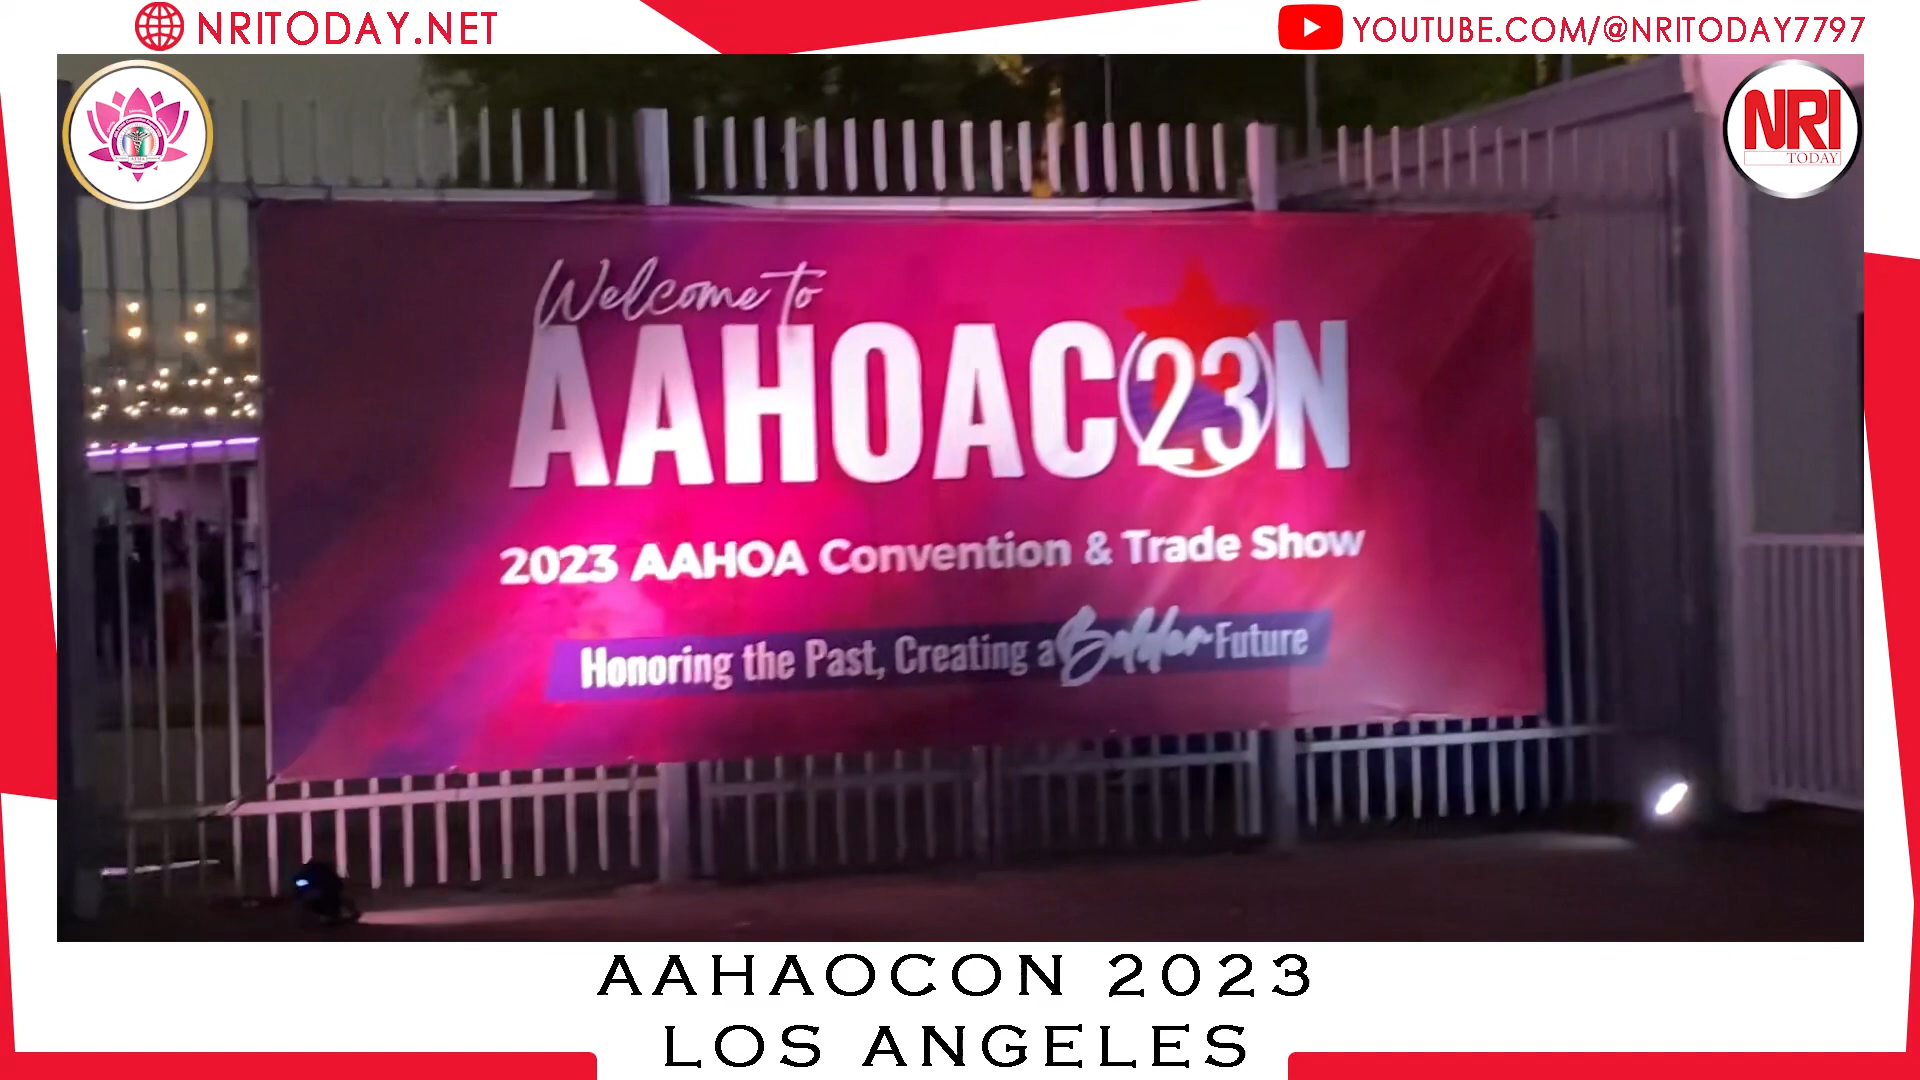 NRITODAY.NET
YOUTUBE.COM/@NRITODAY7797
NRI
TODAY
Welcome to
AAHOAC23N
2023 AAHOA Convention & Trade Show
Honoring the Past, Creating a Bolder Future
AAHAOCON 2023
LOS ANGELES